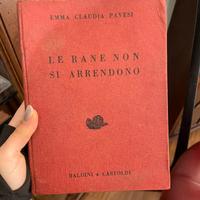 EMMA CLAUDIA PAVESI
LE RANE NON
SI ARRENDONO
BALDINI & CASTOLDI